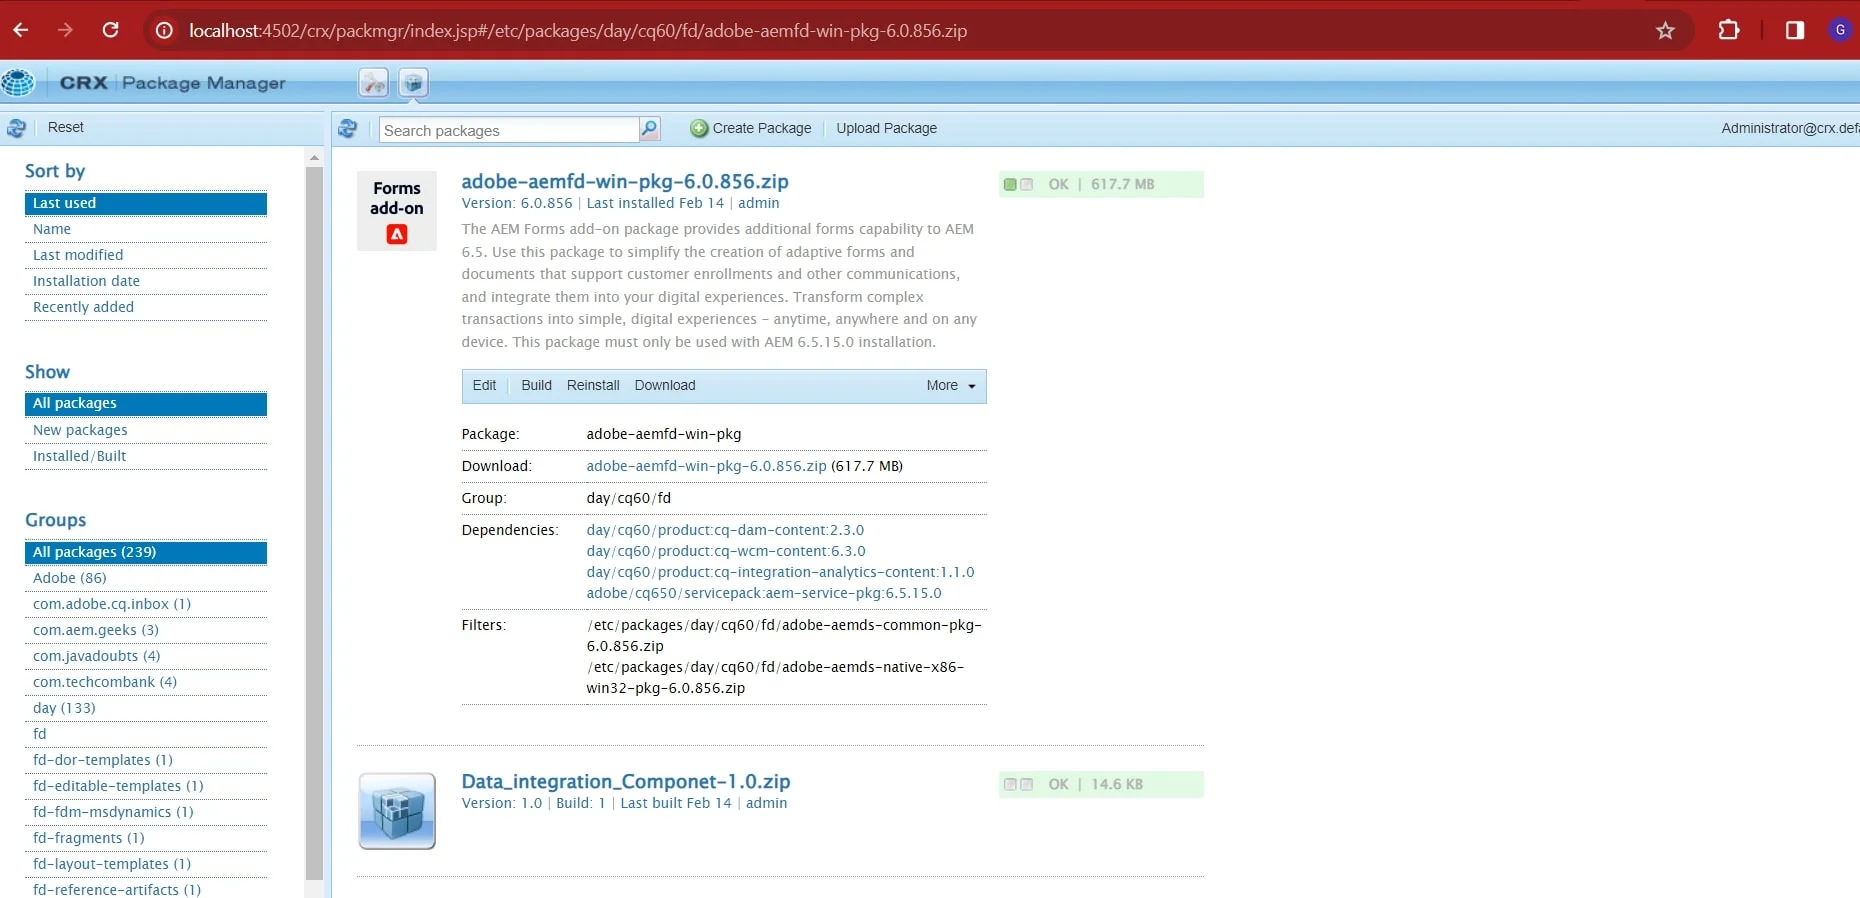 localhost:4502/crx/packmgr/index.jsp#/etc/packages/day/cq60/fd/adobe-aemfd-win-pkg-6.0.856.zip
G
CRX Package Manager
Reset
Search packages
Create Package
Upload Package
Administrator@crx.defa
Sort by
Last used
Name
Last modified
Installation date
Recently added
Show
All packages
New packages
Installed/Built
Groups
All packages (239)
Adobe (86)
com.adobe.cq.inbox (1)
com.aem.geeks (3)
com.javadoubts (4)
com.techcombank (4)
day (133)
fd
fd-dor-templates (1)
fd-editable-templates (1)
fd-fdm-msdynamics (1)
fd-fragments (1)
fd-layout-templates (1)
fd-reference-artifacts (1)
Forms
add-on
adobe-aemfd-win-pkg-6.0.856.zip
Version: 6.0.856 | Last installed Feb 14 | admin
OK | 617.7 MB
The AEM Forms add-on package provides additional forms capability to AEM
6.5. Use this package to simplify the creation of adaptive forms and
documents that support customer enrollments and other communications,
and integrate them into your digital experiences. Transform complex
transactions into simple, digital experiences – anytime, anywhere and on any
device. This package must only be used with AEM 6.5.15.0 installation.
Edit Build Reinstall Download More
Package: adobe-aemfd-win-pkg
Download: adobe-aemfd-win-pkg-6.0.856.zip (617.7 MB)
Group: day/cq60/fd
Dependencies: day/cq60/product:cq-dam-content:2.3.0
day/cq60/product:cq-wcm-content:6.3.0
day/cq60/product:cq-integration-analytics-content:1.1.0
adobe/cq650/servicepack:aem-service-pkg:6.5.15.0
Filters: /etc/packages/day/cq60/fd/adobe-aemds-common-pkg-
6.0.856.zip
/etc/packages/day/cq60/fd/adobe-aemds-native-x86-
win32-pkg-6.0.856.zip
Data_integration_Componet-1.0.zip
Version: 1.0 | Build: 1 | Last built Feb 14 | admin
OK | 14.6 KB